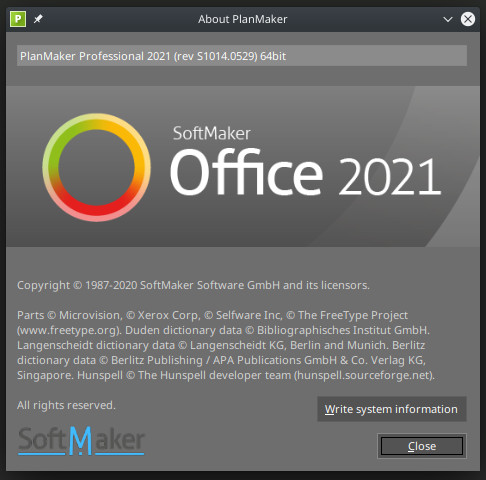 P
About PlanMaker
PlanMaker Professional 2021 (rev S1014.0529) 64bit
SoftMaker
Office 2021
Copyright © 1987-2020 SoftMaker Software GmbH and its licensors.
Parts © Microvision, © Xerox Corp, © Selfware Inc, © The FreeType Project
(www.freetype.org). Duden dictionary data © Bibliographisches Institut GmbH.
Langenscheidt dictionary data © Langenscheidt KG, Berlin and Munich. Berlitz
dictionary data © Berlitz Publishing / APA Publications GmbH & Co. Verlag KG,
Singapore. Hunspell © The Hunspell developer team (hunspell.sourceforge.net).
All rights reserved.
Write system information
SoftMaker
Close